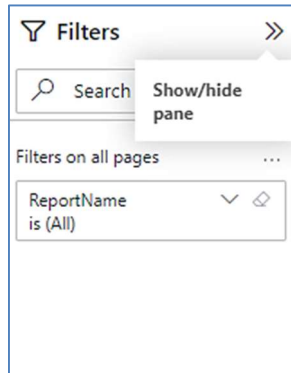 Filters
Search
Show/hide
pane
Filters on all pages
...
ReportName
is (All)